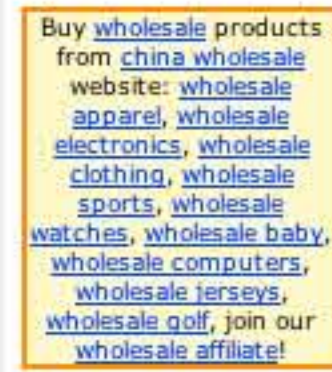 Buy wholesale products
from china wholesale
website: wholesale
apparel, wholesale
electronics, wholesale
clothing, wholesale
sports, wholesale
watches, wholesale baby,
wholesale computers,
wholesale jerseys,
wholesale golf, join our
wholesale affiliate!